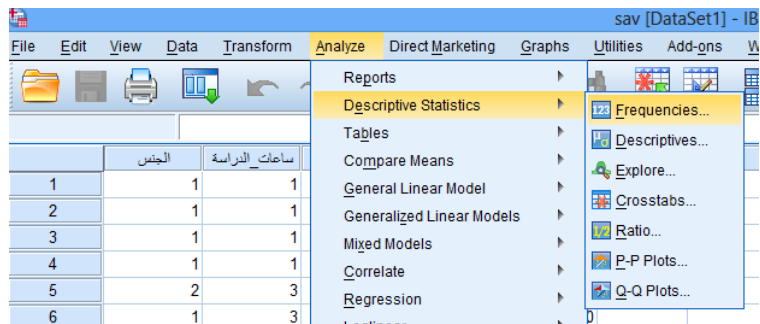 sav [DataSet1] - IB
File Edit View Data Transform Analyze Direct Marketing Graphs Utilities Add-ons W
Reports
Descriptive Statistics
Tables
Compare Means
General Linear Model
Generalized Linear Models
Mixed Models
Correlate
Regression
123 Frequencies...
Descriptives...
Explore...
Crosstabs...
1/2 Ratio...
P-P Plots...
Q-Q Plots...
الجنس ساعات_الدراسة
1 1 1
2 1 1
3 1 1
4 1 1
5 2 3
6 1 3